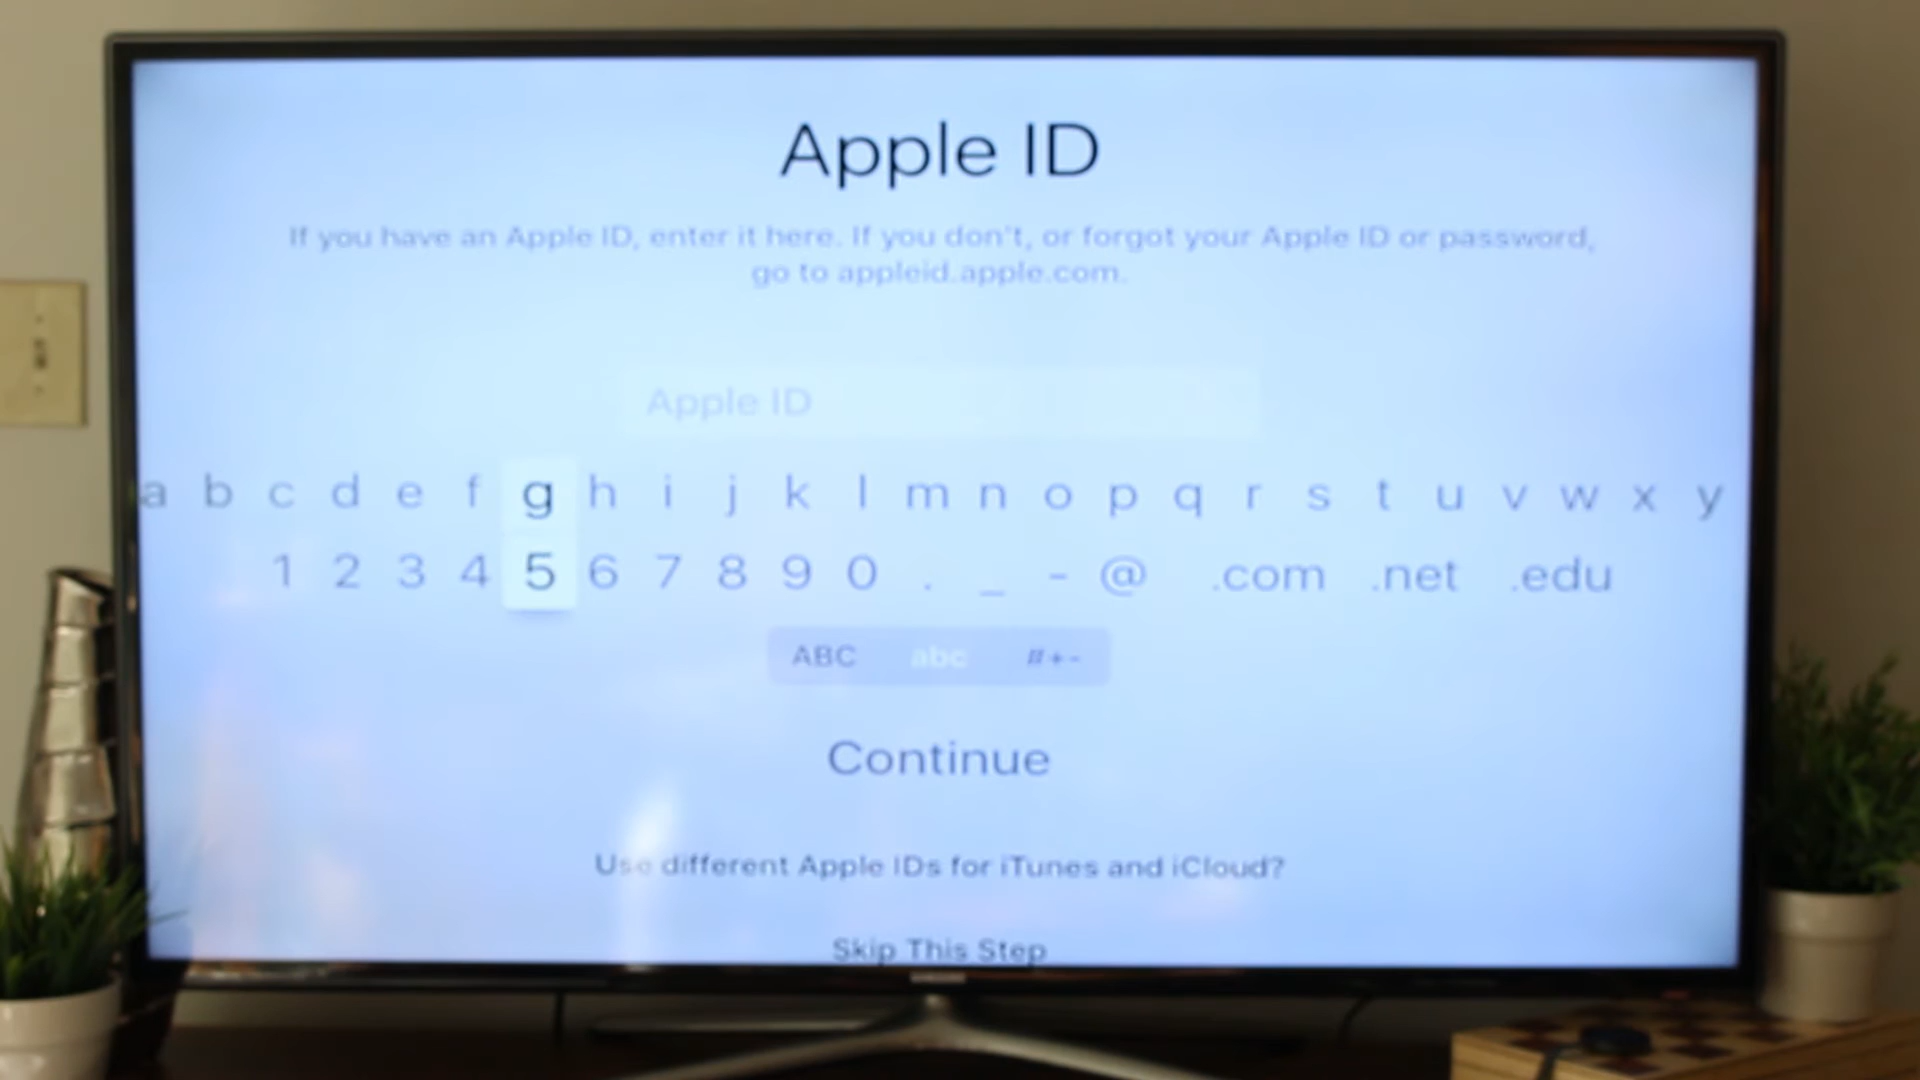 Apple ID
If you have an Apple ID, enter it here. If you don't, or forgot your Apple ID or password,
go to appleid.apple.com.
Apple ID
a b c d e f g h i j k l m n o p q r s t u v w x y
1 2 3 4 5 6 7 8 9 0 . _ - @ .com .net .edu
ABC abc #+-
Continue
Use different Apple IDs for iTunes and iCloud?
Skip This Step